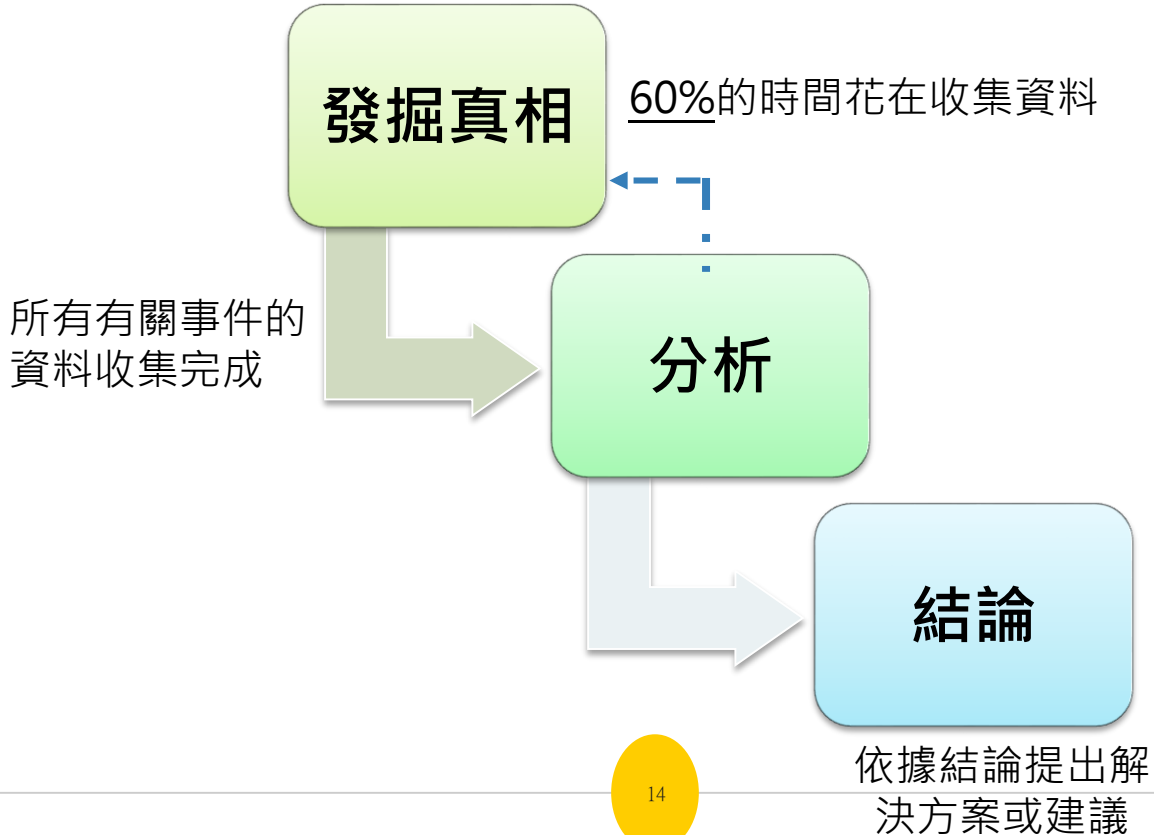 發掘真相
60%的時間花在收集資料
所有有關事件的
資料收集完成
分析
結論
依據結論提出解
決方案或建議
14